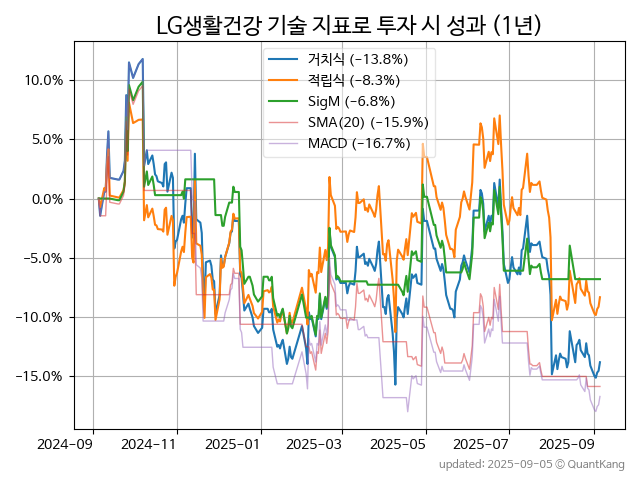 LG생활건강 기술 지표로 투자 시 성과 (1년)
거치식 (−13.8%)
적립식 (−8.3%)
SigM (−6.8%)
SMA(20) (−15.9%)
MACD (−16.7%)
10.0%
5.0%
0.0%
−5.0%
−10.0%
−15.0%
2024-09 2024-11 2025-01 2025-03 2025-05 2025-07 2025-09
updated: 2025-09-05 © QuantKang